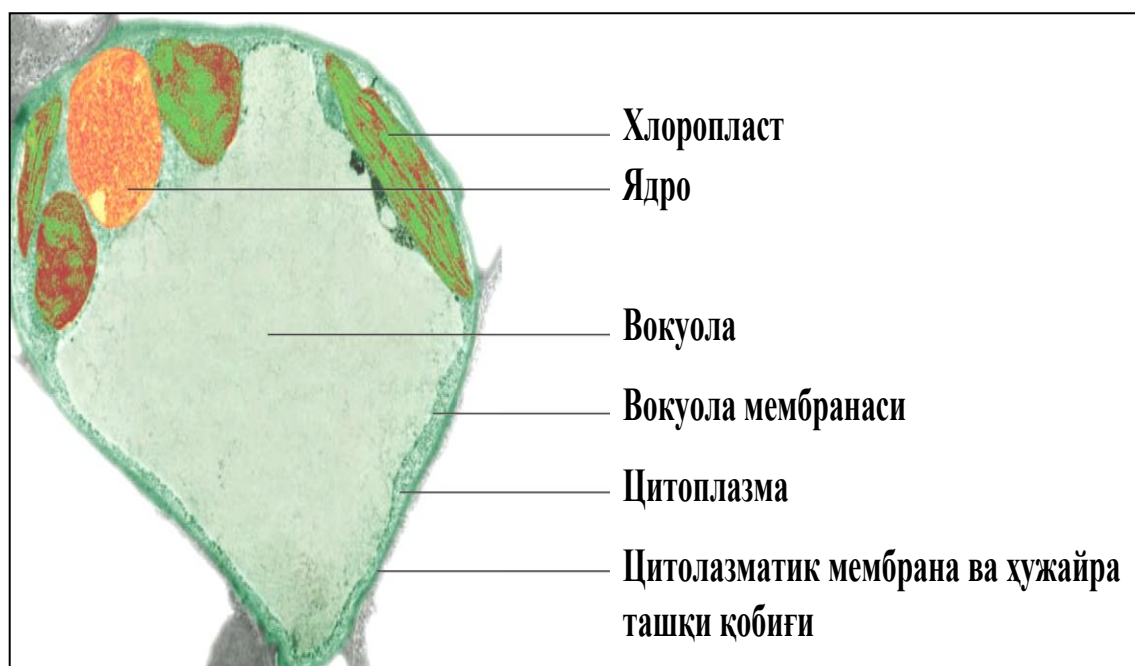 Хлоропласт
Ядро
Вокуола
Вокуола мембранаси
Цитоплазма
Цитолазматик мембрана ва ҳужайра
ташқи қобиғи